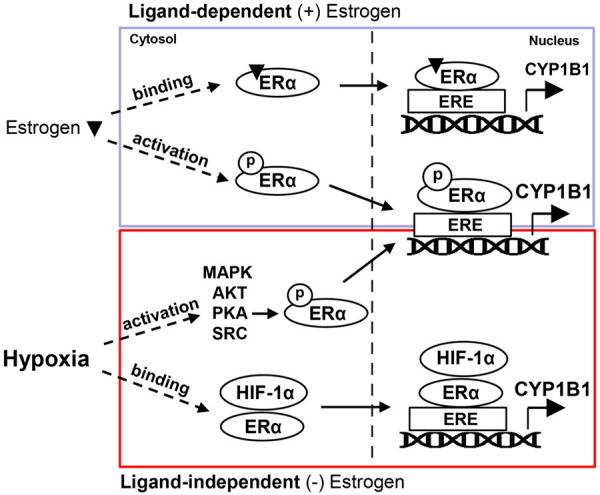 Ligand-dependent (+) Estrogen
Cytosol
Nucleus
binding
ERα
ERα
ERE
CYP1B1
Estrogen
activation
p
ERα
p
ERα
ERE
CYP1B1
MAPK
AKT
PKA
SRC
activation
p
ERα
Hypoxia
binding
HIF-1α
ERα
HIF-1α
ERα
ERE
CYP1B1
Ligand-independent (-) Estrogen